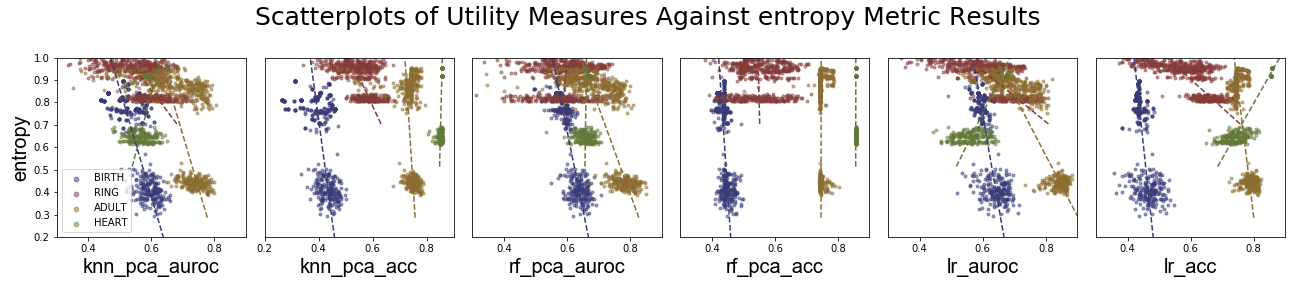 Scatterplots of Utility Measures Against entropy Metric Results
entropy
1.0
0.9
0.8
0.7
0.6
0.5
0.4
0.3
0.2
BIRTH
RING
ADULT
HEART
0.4 0.6 0.8
knn_pca_auroc
0.2 0.4 0.6 0.8
knn_pca_acc
0.4 0.6 0.8
rf_pca_auroc
0.4 0.6 0.8
rf_pca_acc
0.4 0.6 0.8
lr_auroc
0.4 0.6 0.8
lr_acc